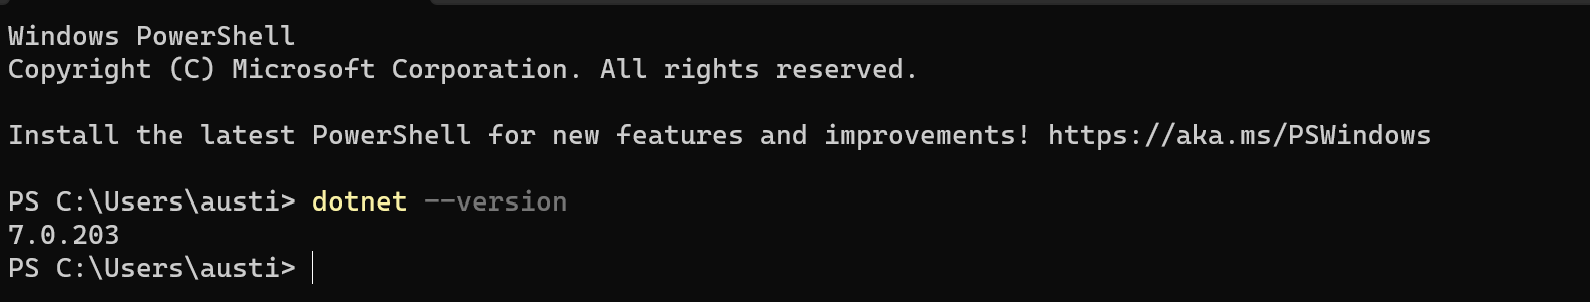 Windows PowerShell
Copyright (C) Microsoft Corporation. All rights reserved.
Install the latest PowerShell for new features and improvements! https://aka.ms/PSWindows
PS C:\Users\austi> dotnet --version
7.0.203
PS C:\Users\austi>